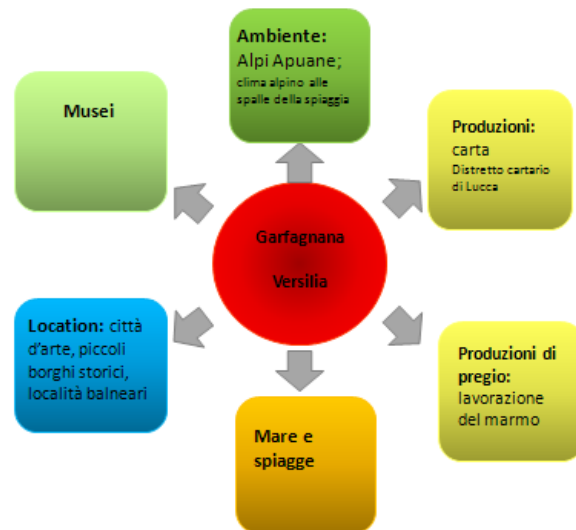 Ambiente:
Alpi Apuane;
clima alpino alle
spalle della spiaggia
Musei
Produzioni:
carta
Distretto cartario
di Lucca
Garfagnana
Versilia
Location: città
d'arte, piccoli
borghi storici,
località balneari
Produzioni di
pregio:
lavorazione
del marmo
Mare e
spiagge